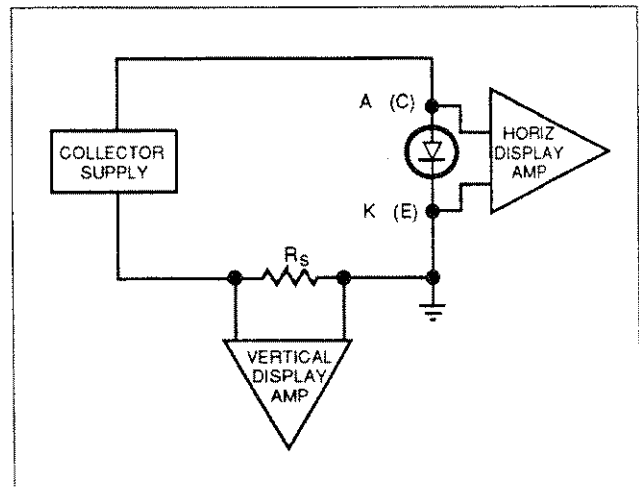 A (C)
COLLECTOR
SUPPLY
HORIZ
DISPLAY
AMP
K (E)
RS
VERTICAL
DISPLAY
AMP